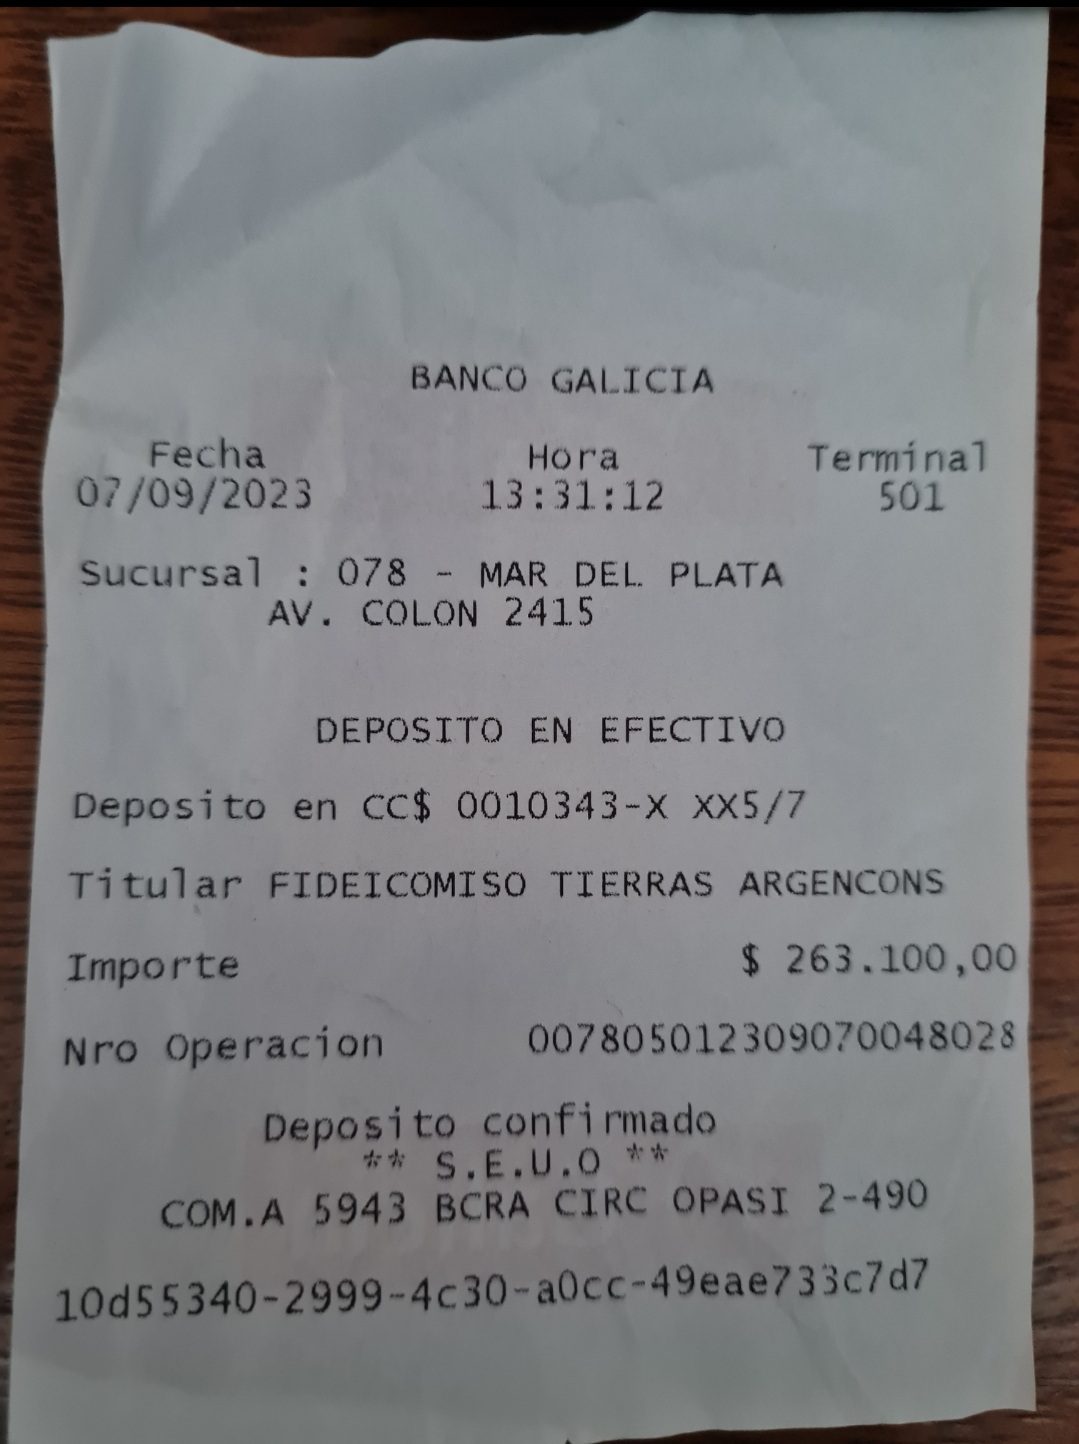 BANCO GALICIA
Fecha Hora Terminal
07/09/2023 13:31:12 501
Sucursal : 078 - MAR DEL PLATA
AV. COLON 2415
DEPOSITO EN EFECTIVO
Deposito en CC$ 0010343-X XX5/7
Titular FIDEICOMISO TIERRAS ARGENCONS
Importe $ 263.100,00
Nro Operacion 007805012309070048028
Deposito confirmado
** S.E.U.O **
COM.A 5943 BCRA CIRC OPASI 2-490
10d55340-2999-4c30-a0cc-49eae733c7d7